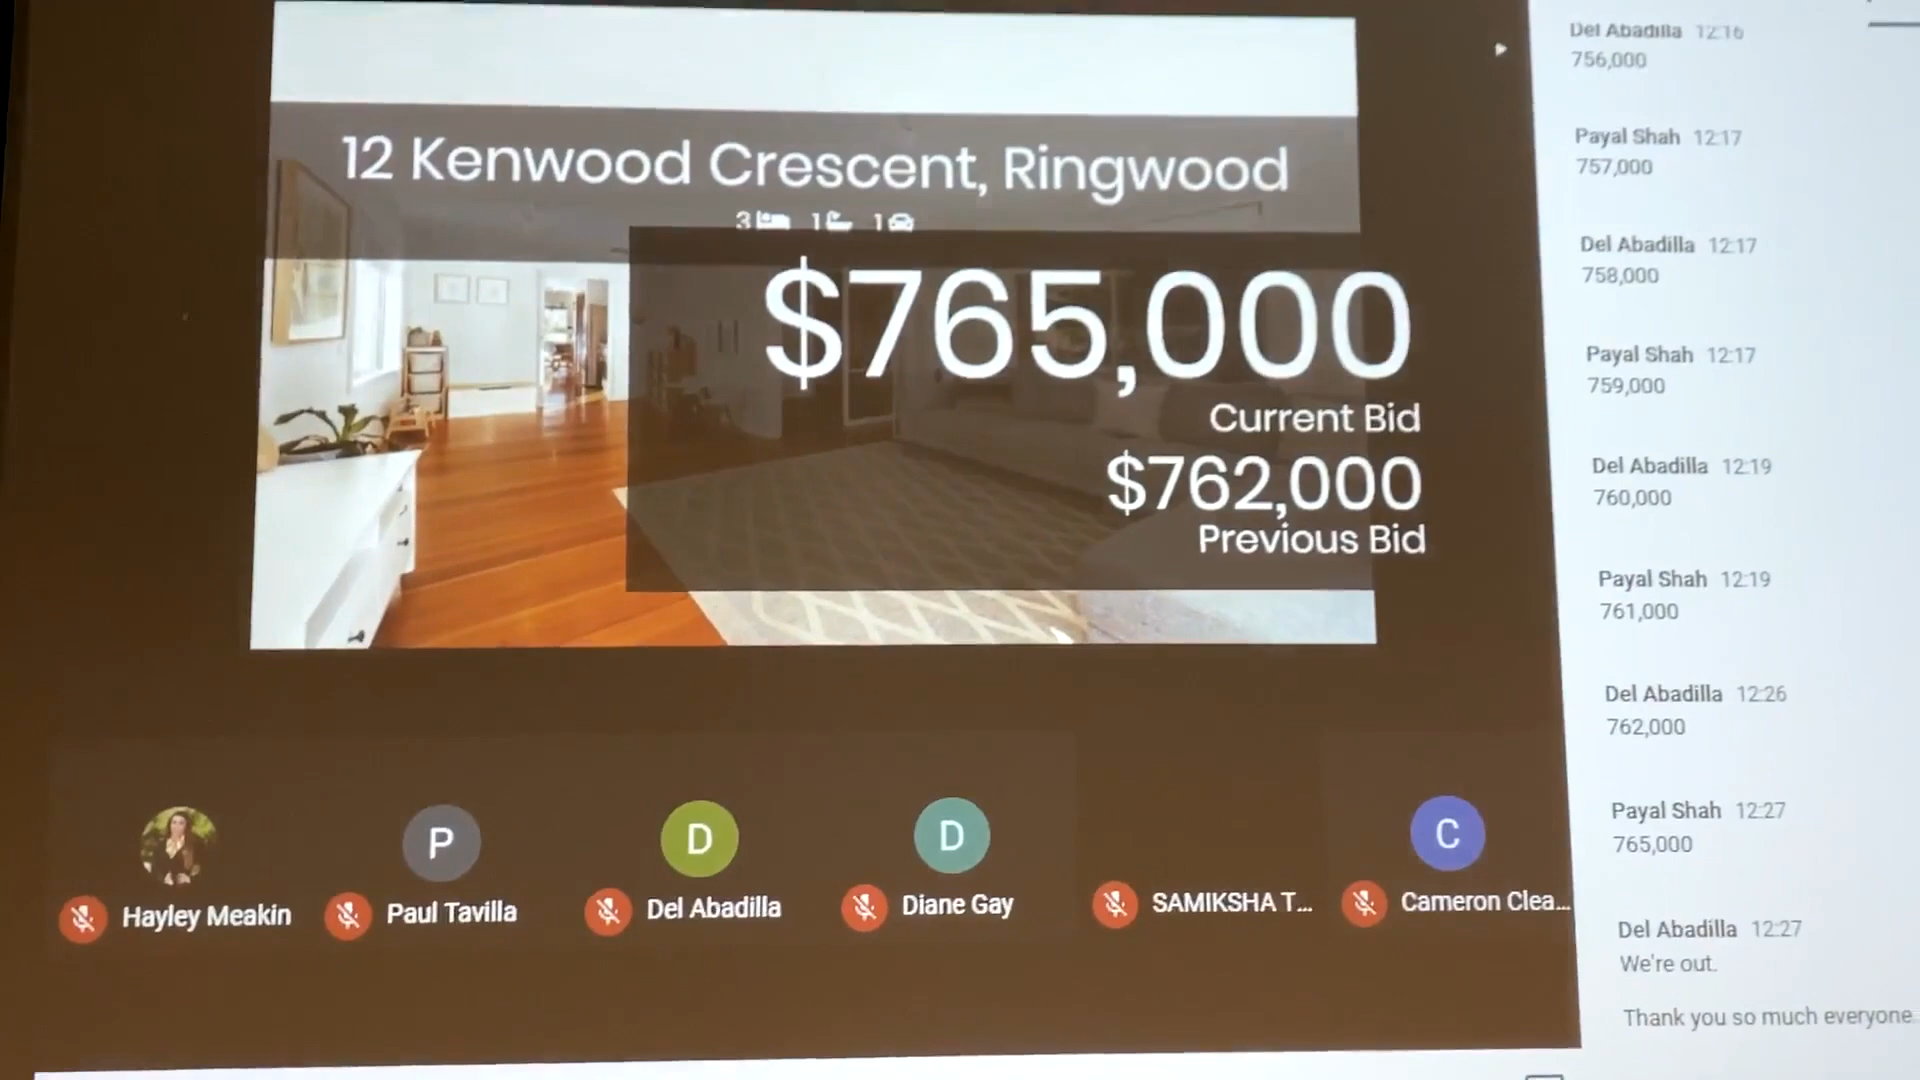 12 Kenwood Crescent, Ringwood
3 1 1
$765,000
Current Bid
$762,000
Previous Bid
Hayley Meakin
P
Paul Tavilla
D
Del Abadilla
D
Diane Gay
SAMIKSHA T...
C
Cameron Clea...
Del Abadilla 12:16
756,000
Payal Shah 12:17
757,000
Del Abadilla 12:17
758,000
Payal Shah 12:17
759,000
Del Abadilla 12:19
760,000
Payal Shah 12:19
761,000
Del Abadilla 12:26
762,000
Payal Shah 12:27
765,000
Del Abadilla 12:27
We're out.
Thank you so much everyone.